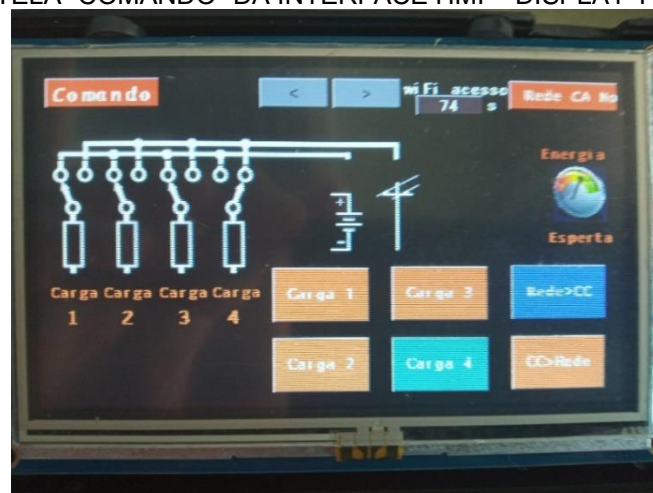 TELA "COMANDO" DA INTERFACE HMI - DISPLAY
Comando
< >
WiFi acesso
74 s
Rede CA No
Energia
Esperta
+
-
Carga Carga Carga Carga
1 2 3 4
Carga 1
Carga 3
Rede>CC
Carga 2
Carga 4
CC>Rede